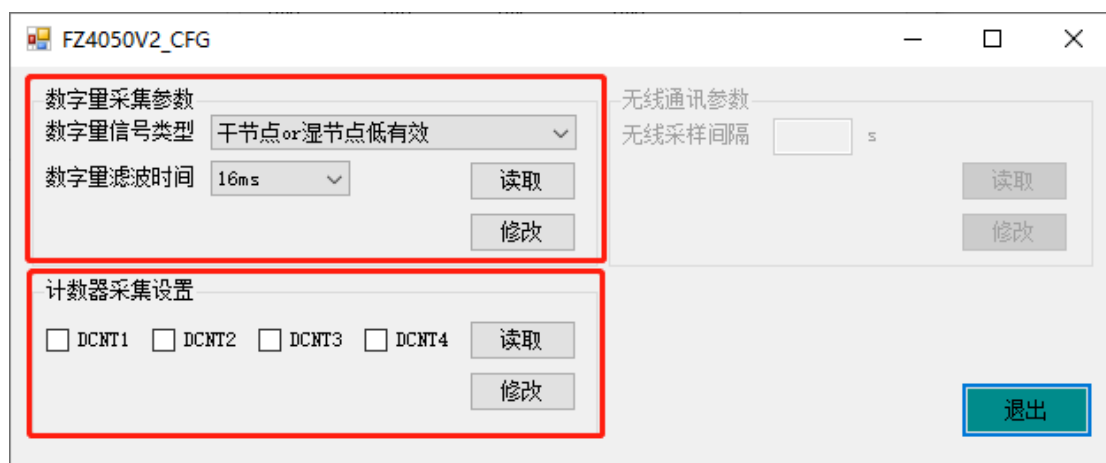 FZ4050V2_CFG
数字量采集参数
数字量信号类型 干节点or湿节点低有效
数字量滤波时间 16ms 读取
修改
无线通讯参数
无线采样间隔 s
读取
修改
计数器采集设置
DCNT1 DCNT2 DCNT3 DCNT4 读取
修改
退出